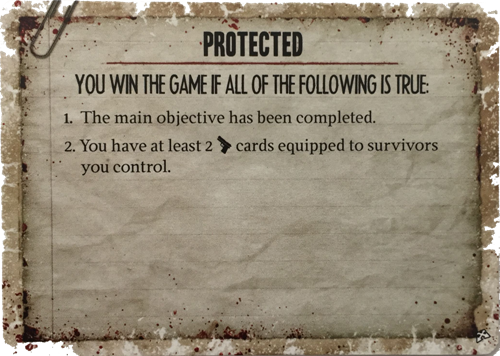 PROTECTED
YOU WIN THE GAME IF ALL OF THE FOLLOWING IS TRUE:
1. The main objective has been completed.
2. You have at least 2 cards equipped to survivors
you control.